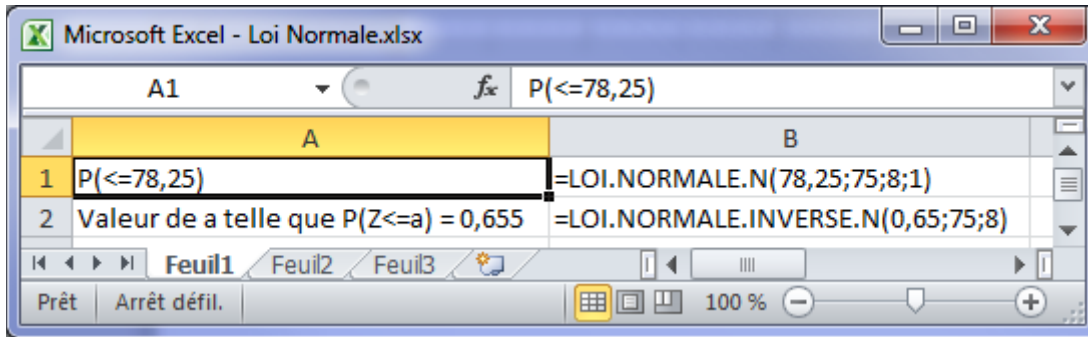 Microsoft Excel - Loi Normale.xlsx
A1 fx P(<=78,25)
A B
1 P(<=78,25) =LOI.NORMALE.N(78,25;75;8;1)
2 Valeur de a telle que P(Z<=a) = 0,655 =LOI.NORMALE.INVERSE.N(0,65;75;8)
Feuil1 Feuil2 Feuil3
Prêt Arrêt défil. 100 %